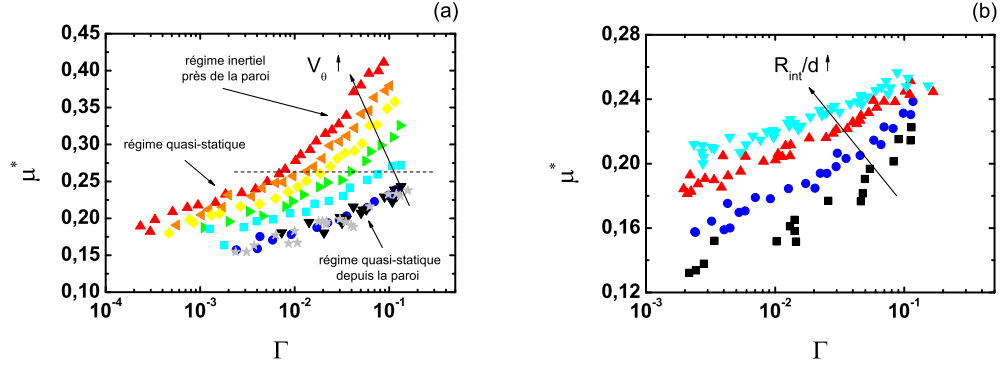 (a)
0,45
0,40
0,35
0,30
0,25
0,20
0,15
0,10
10⁻⁴
10⁻³
10⁻²
10⁻¹
μ*
Γ
régime inertiel
près de la paroi
V_θ
régime quasi-statique
régime quasi-statique
depuis la paroi
(b)
0,28
0,24
0,20
0,16
0,12
10⁻³
10⁻²
10⁻¹
μ*
Γ
R_int/d